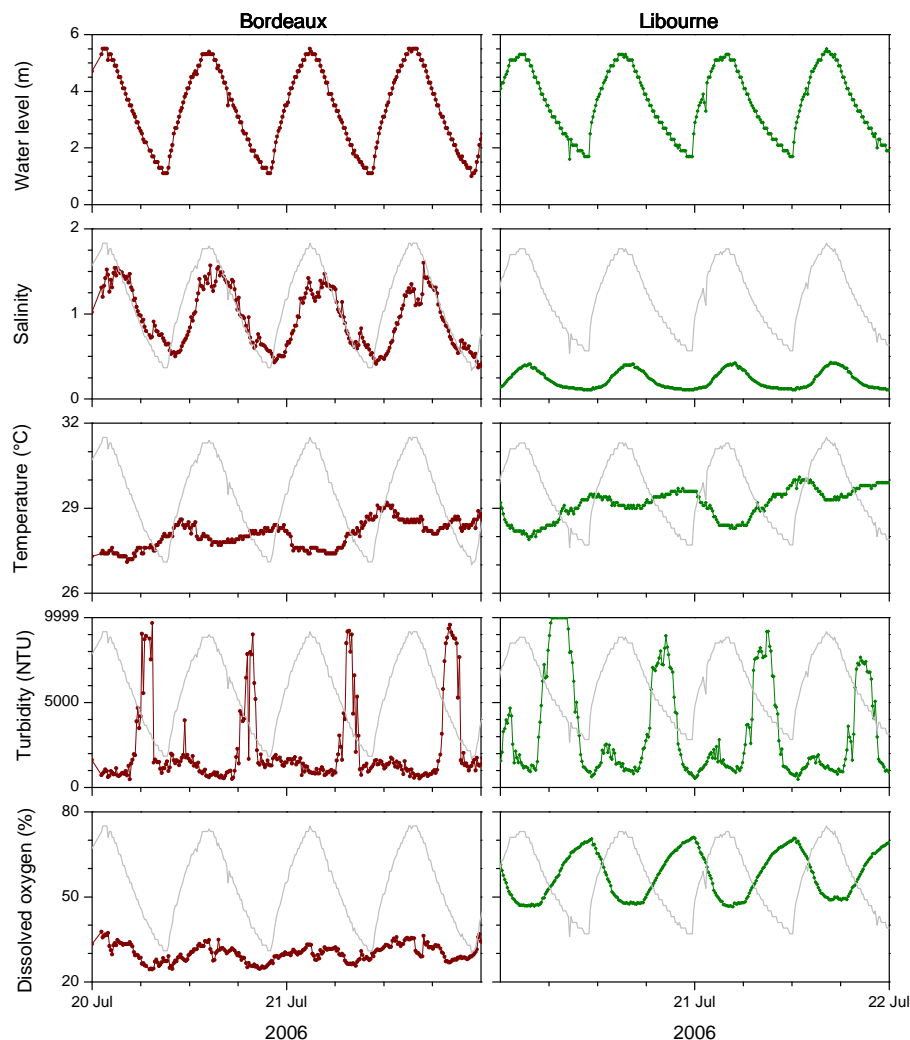 Bordeaux
Libourne
Water level (m)
6
4
2
0
Salinity
2
1
0
Temperature (°C)
32
29
26
Turbidity (NTU)
9999
5000
0
Dissolved oxygen (%)
80
50
20
20 Jul
21 Jul
21 Jul
22 Jul
2006
2006